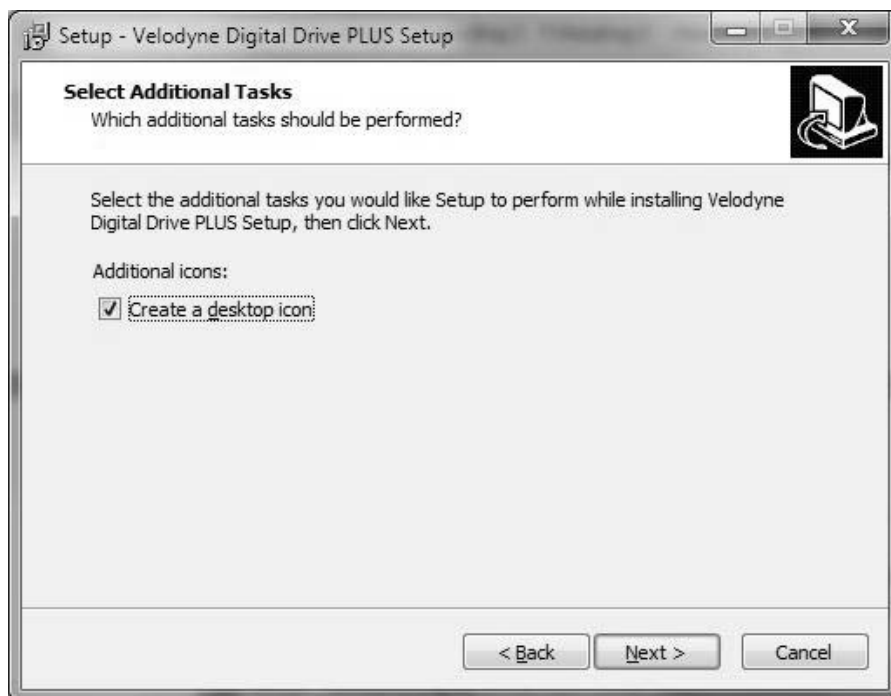 Setup - Velodyne Digital Drive PLUS Setup
Select Additional Tasks
Which additional tasks should be performed?
Select the additional tasks you would like Setup to perform while installing Velodyne
Digital Drive PLUS Setup, then click Next.
Additional icons:
Create a desktop icon
< Back
Next >
Cancel